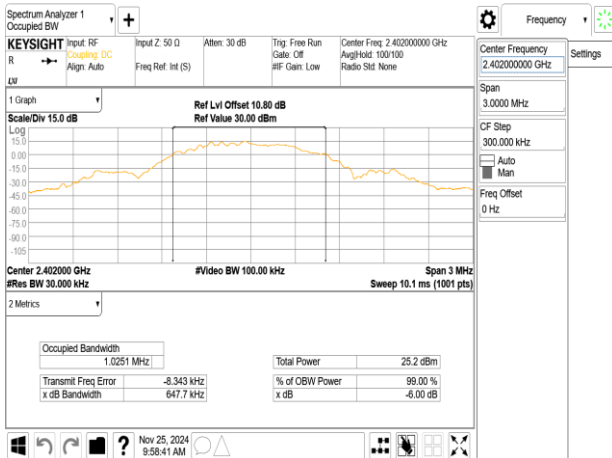 Spectrum Analyzer 1
Occupied BW
Frequency
KEYSIGHT
R
Input: RF
Coupling: DC
Align: Auto
Input Z: 50 Ω
Freq Ref: Int (S)
Atten: 30 dB
Trig: Free Run
Gate: Off
#IF Gain: Low
Center Freq: 2.402000000 GHz
Avg|Hold: 100/100
Radio Std: None
Center Frequency
2.402000000 GHz
Settings
Span
3.0000 MHz
CF Step
300.000 kHz
Auto
Man
Freq Offset
0 Hz
1 Graph
Scale/Div 15.0 dB
Ref Lvl Offset 10.80 dB
Ref Value 30.00 dBm
Log
15.0
0.00
-15.0
-30.0
-45.0
-60.0
-75.0
-90.0
-105
Center 2.402000 GHz
#Video BW 100.00 kHz
Span 3 MHz
#Res BW 30.000 kHz
Sweep 10.1 ms (1001 pts)
2 Metrics
Occupied Bandwidth
1.0251 MHz
Total Power 25.2 dBm
Transmit Freq Error -8.343 kHz
% of OBW Power 99.00 %
x dB Bandwidth 647.7 kHz
x dB -6.00 dB
Nov 25, 2024
9:58:41 AM